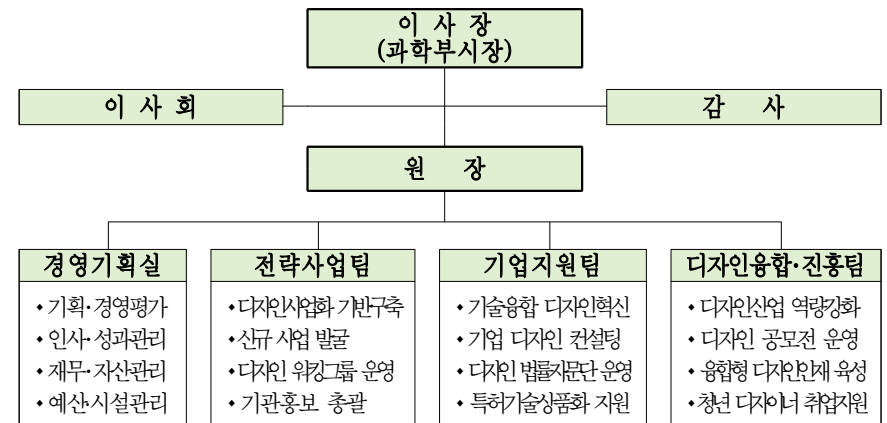 이 사 장
(과학부시장)
이 사 회
감 사
원 장
경영기획실
• 기획·경영평가
• 인사·성과관리
• 재무·자산관리
• 예산·시설관리
전략사업팀
• 디자인사업화 기반구축
• 신규 사업 발굴
• 디자인 워킹그룹 운영
• 기관홍보 총괄
기업지원팀
• 기술융합 디자인혁신
• 기업 디자인 컨설팅
• 디자인 법률자문단 운영
• 특허기술상품화 지원
디자인융합·진흥팀
• 디자인산업 역량강화
• 디자인 공모전 운영
• 융합형 디자인인재 육성
• 청년 디자이너 취업지원